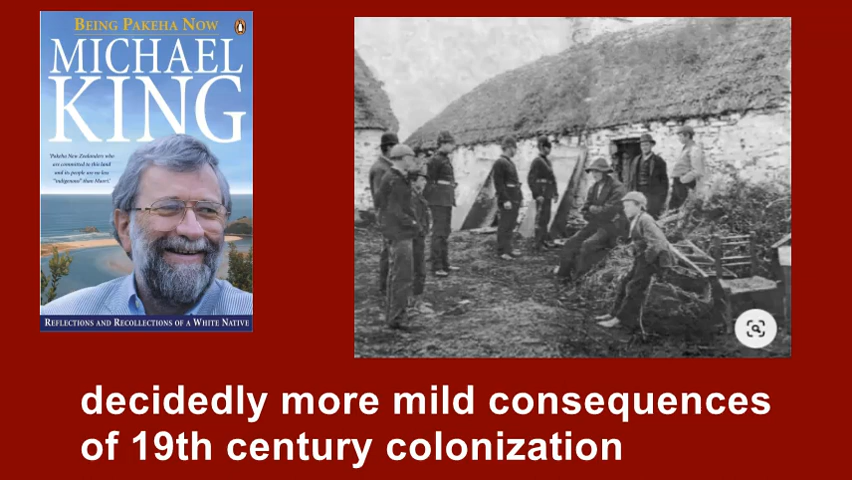 BEING PAKEHA NOW
MICHAEL
KING
'Pakeha New Zealanders who
are committed to this land
and its people are no less
"indigenous" than Maori.'
REFLECTIONS AND RECOLLECTIONS OF A WHITE NATIVE
decidedly more mild consequences
of 19th century colonization